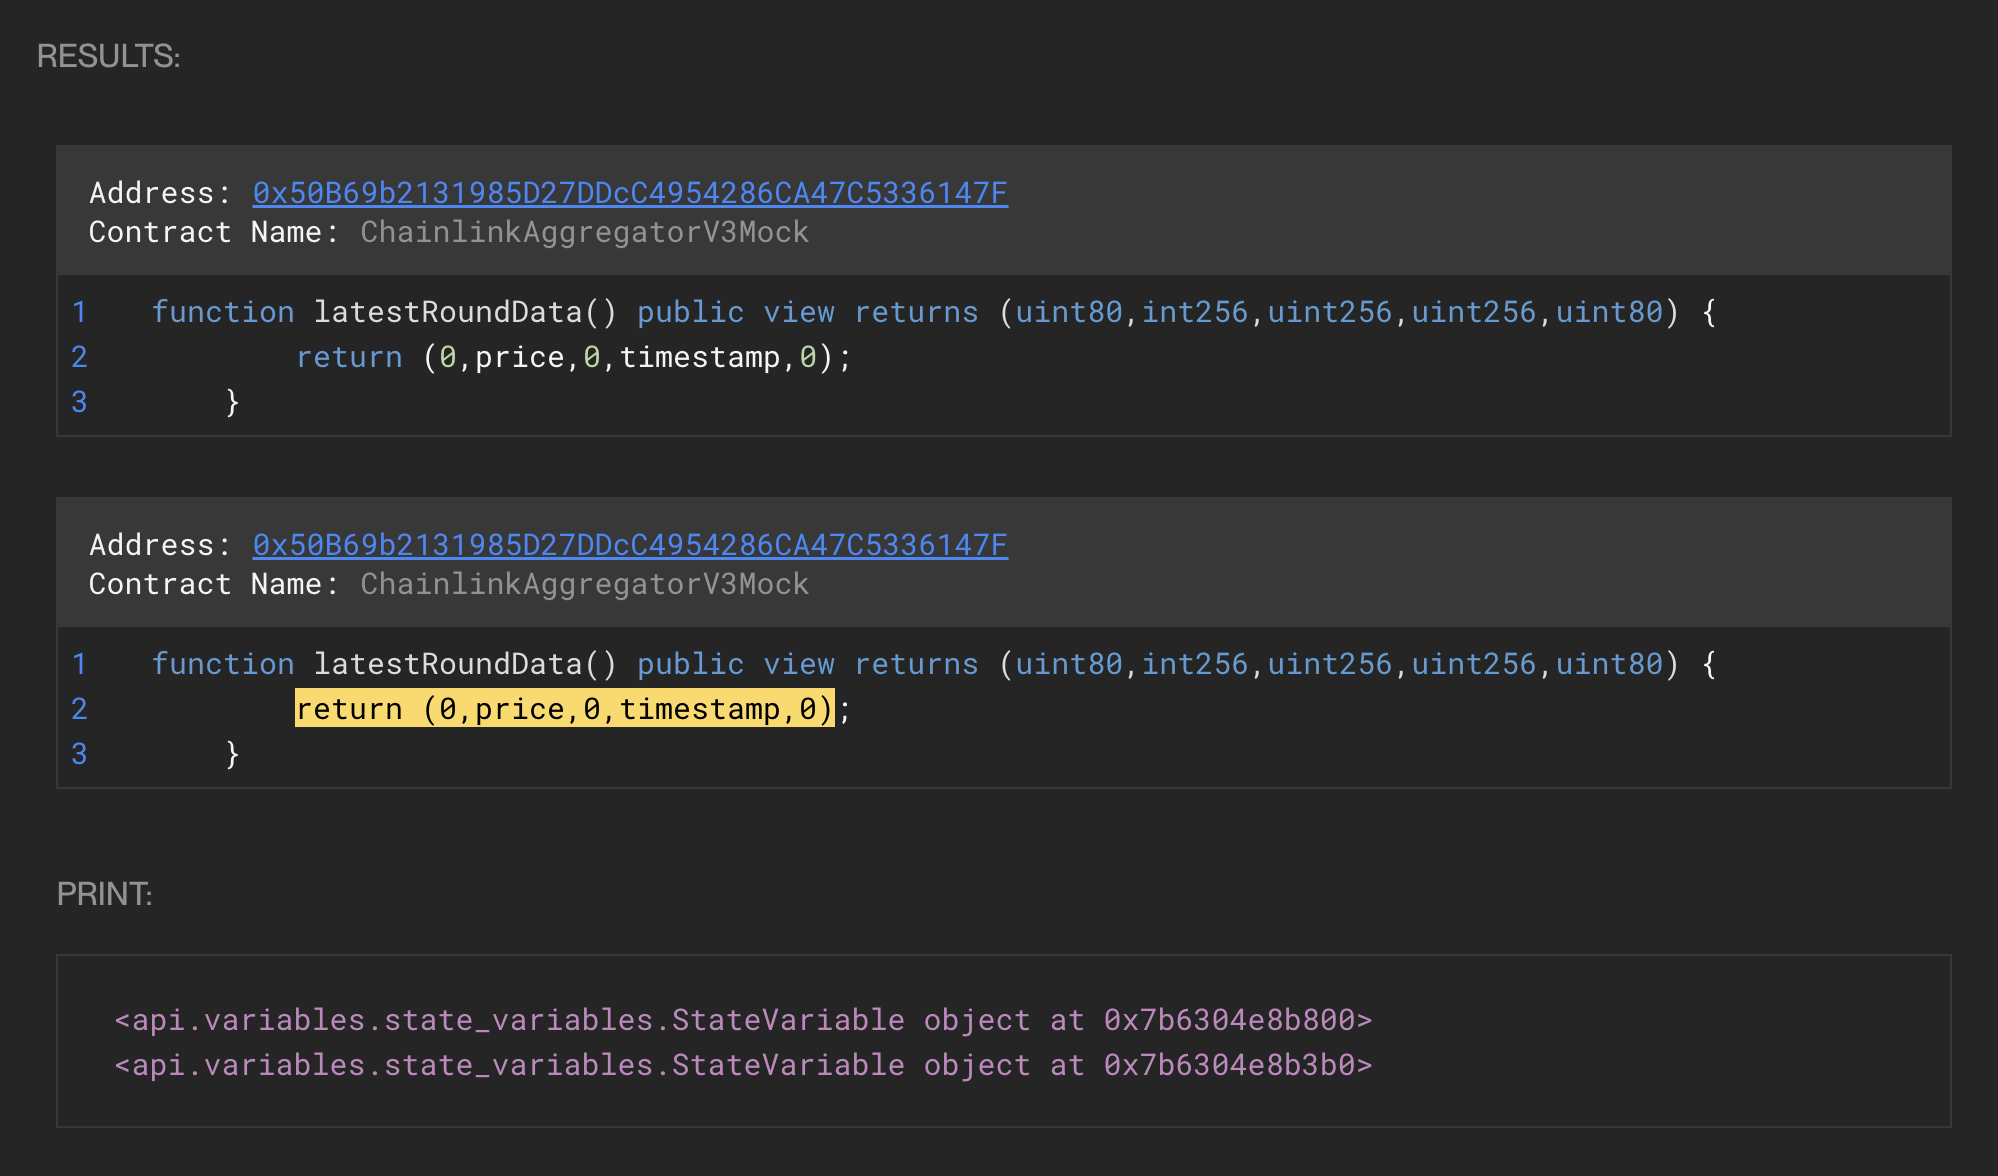 RESULTS:
Address: 0x50B69b2131985D27DDcC4954286CA47C5336147F
Contract Name: ChainlinkAggregatorV3Mock
1 function latestRoundData() public view returns (uint80,int256,uint256,uint256,uint80) {
2 return (0,price,0,timestamp,0);
3 }
Address: 0x50B69b2131985D27DDcC4954286CA47C5336147F
Contract Name: ChainlinkAggregatorV3Mock
1 function latestRoundData() public view returns (uint80,int256,uint256,uint256,uint80) {
2 return (0,price,0,timestamp,0);
3 }
PRINT:
<api.variables.state_variables.StateVariable object at 0x7b6304e8b800>
<api.variables.state_variables.StateVariable object at 0x7b6304e8b3b0>